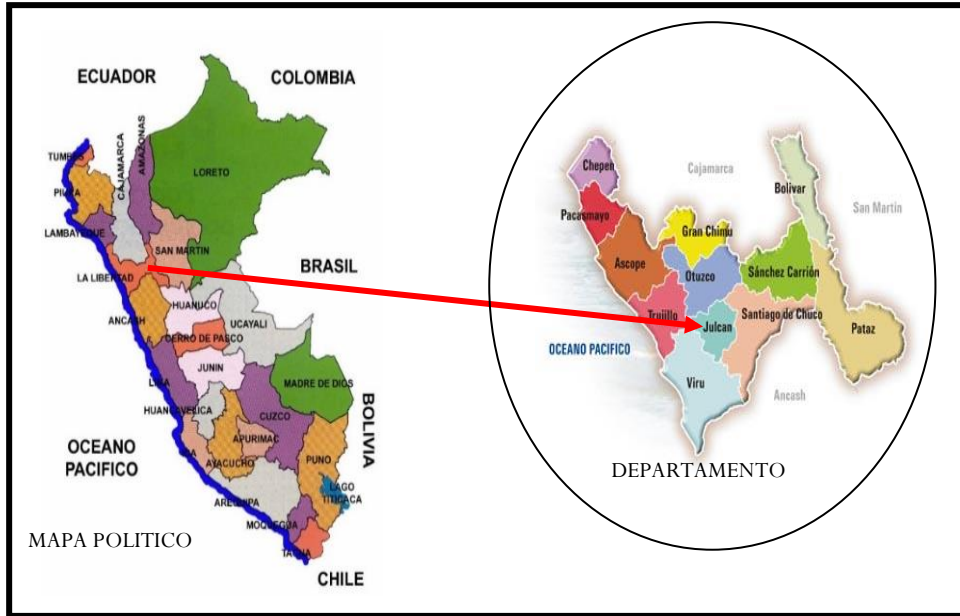 ECUADOR
COLOMBIA
TUMBES
PIURA
CAJAMARCA
AMAZONAS
LORETO
LAMBAYEQUE
SAN MARTIN
LA LIBERTAD
BRASIL
HUANUCO
ANCASH
UCAYALI
CERRO DE PASCO
JUNIN
LIMA
MADRE DE DIOS
HUANCAVELICA
CUZCO
BOLIVIA
OCEANO
PACIFICO
APURIMAC
AYACUCHO
PUNO
LAGO
TITICACA
AREQUIPA
MOQUEGUA
TACNA
MAPA POLITICO
CHILE
Chepen
Cajamarca
Bolivar
San Martin
Pacasmayo
Gran Chimu
Ascope
Otuzco
Sánchez Carrión
Trujillo
Julcan
Santiago de Chuco
Pataz
OCEANO PACIFICO
Viru
Ancash
DEPARTAMENTO